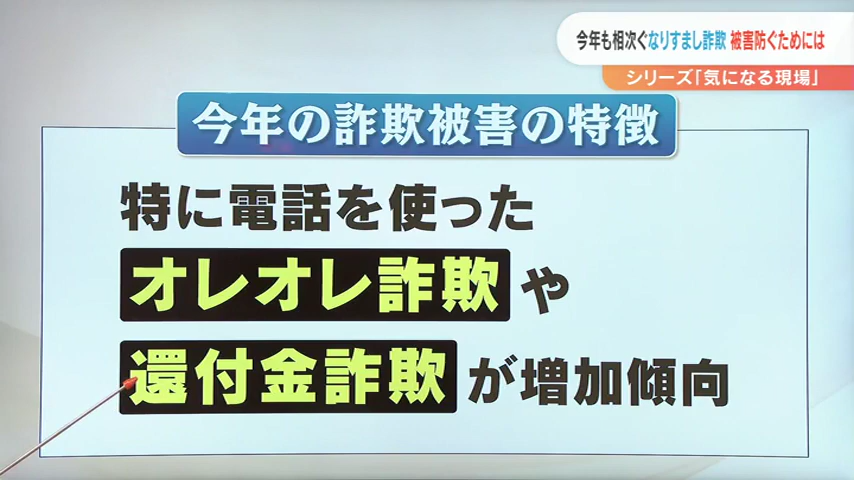 今年も相次ぐなりすまし詐欺 被害防ぐためには
シリーズ「気になる現場」
今年の詐欺被害の特徴
特に電話を使った
オレオレ詐欺や
還付金詐欺が増加傾向